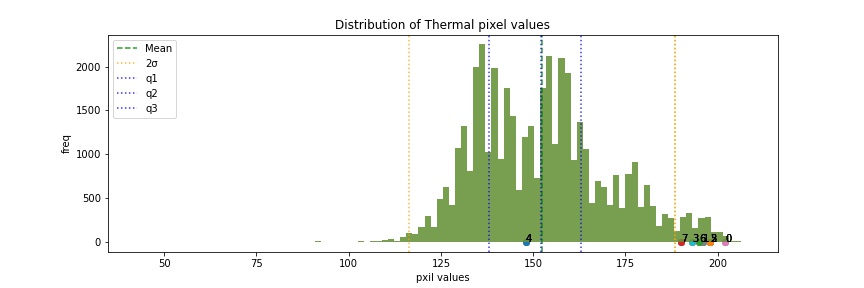 Distribution of Thermal pixel values
Mean
2σ
q1
q2
q3
freq
2000
1500
1000
500
0
4
7
0
50
75
100
125
150
175
200
pxil values